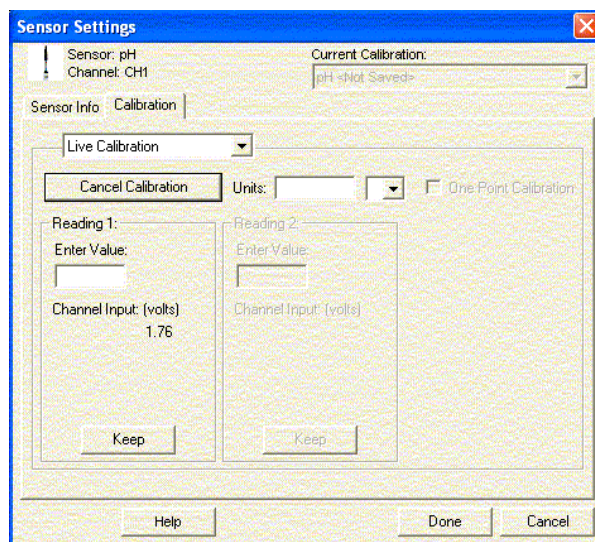 Sensor Settings
Sensor: pH
Channel: CH1
Current Calibration:
pH <Not Saved>
Sensor Info Calibration
Live Calibration
Cancel Calibration Units: One Point Calibration
Reading 1: Reading 2:
Enter Value: Enter Value:
Channel Input: (volts) Channel Input: (volts)
1.76
Keep Keep
Help Done Cancel